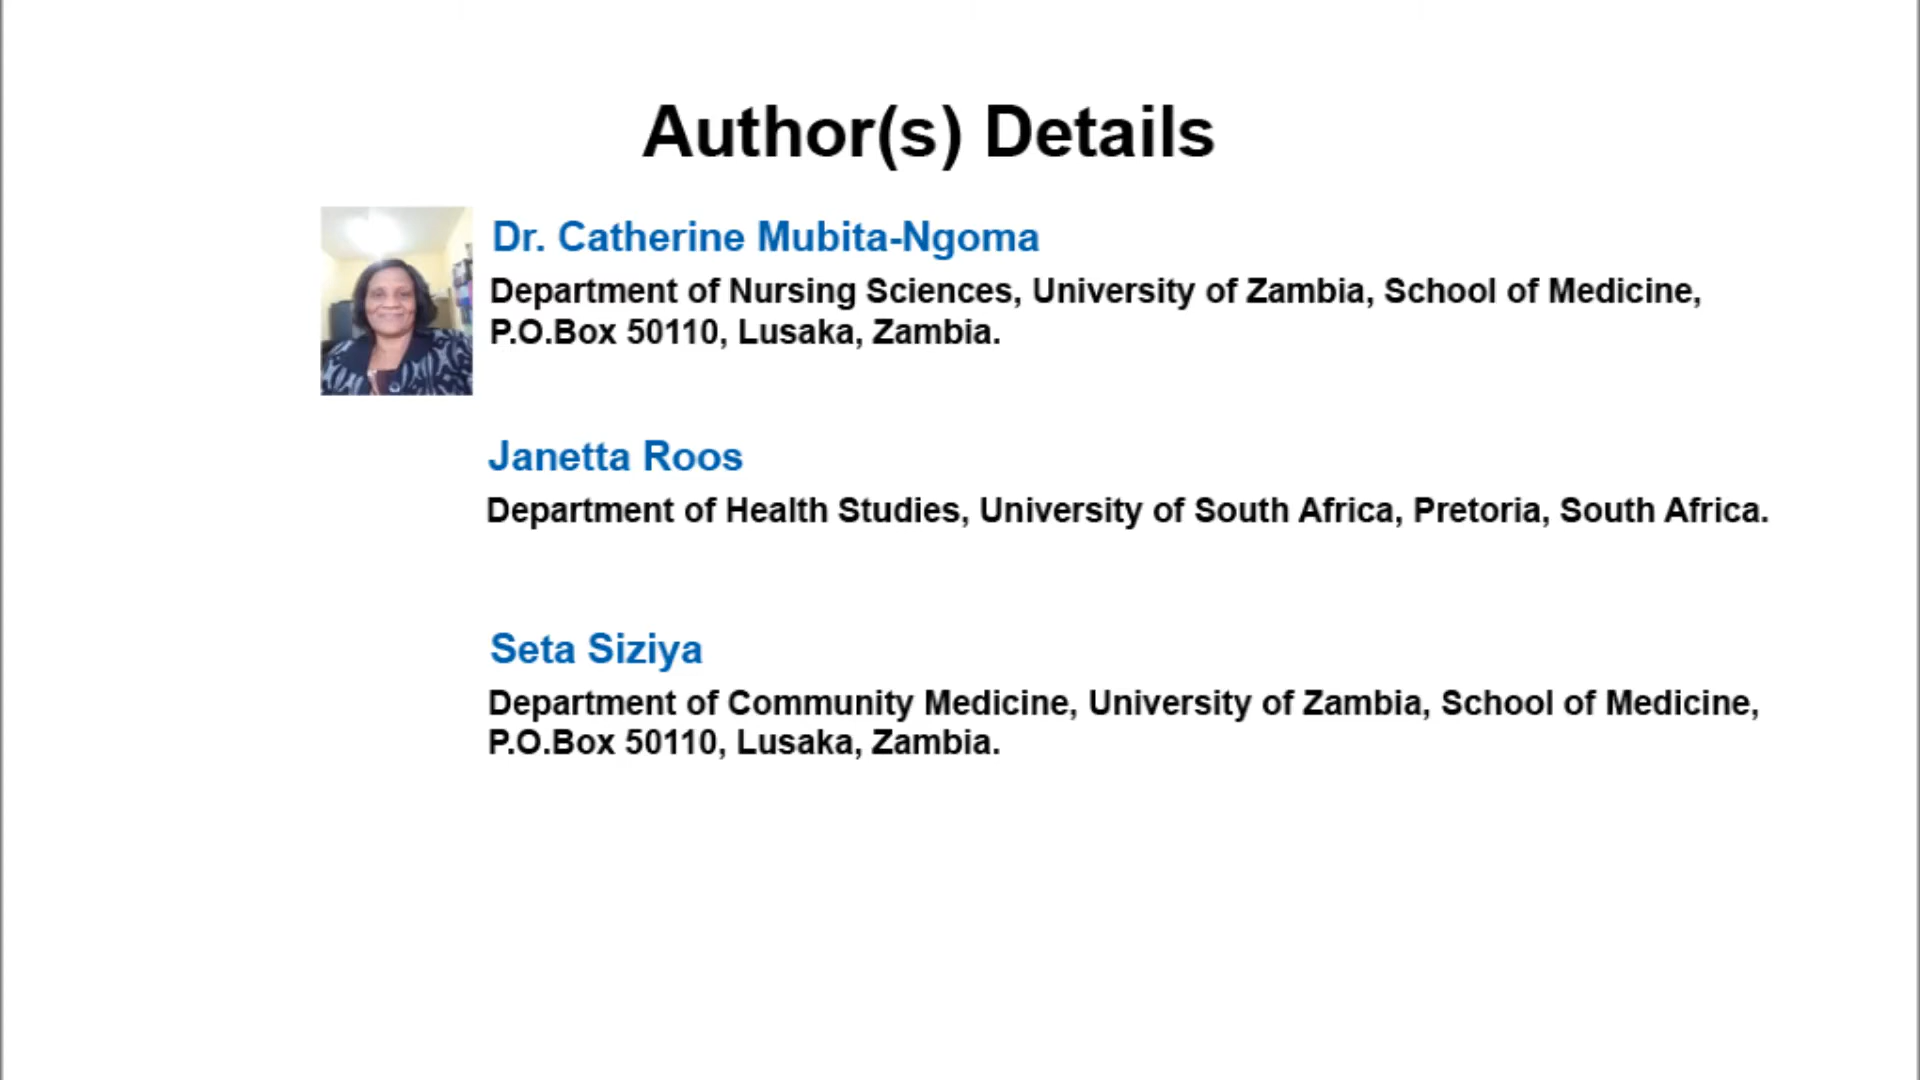 Author(s) Details
Dr. Catherine Mubita-Ngoma
Department of Nursing Sciences, University of Zambia, School of Medicine,
P.O.Box 50110, Lusaka, Zambia.
Janetta Roos
Department of Health Studies, University of South Africa, Pretoria, South Africa.
Seta Siziya
Department of Community Medicine, University of Zambia, School of Medicine,
P.O.Box 50110, Lusaka, Zambia.